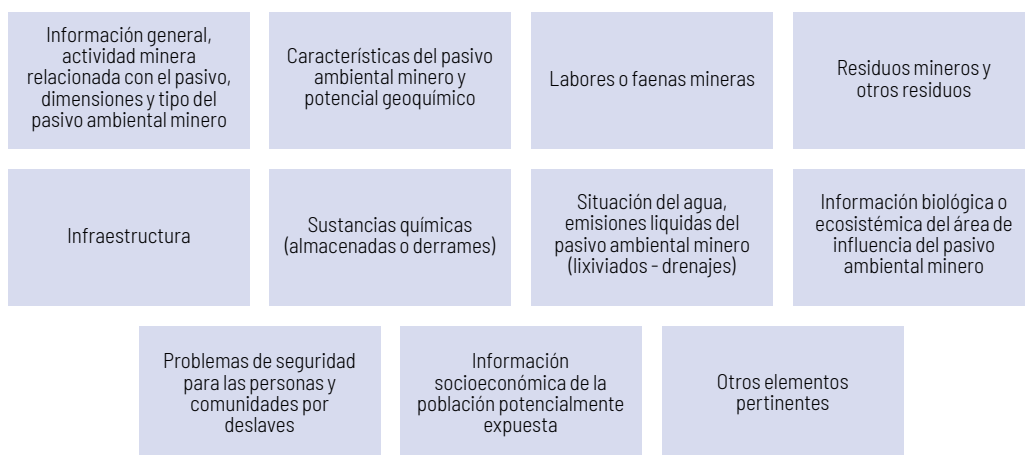 Información general,
actividad minera
relacionada con el pasivo,
dimensiones y tipo del
pasivo ambiental minero
Características del pasivo
ambiental minero y
potencial geoquímico
Labores o faenas mineras
Residuos mineros y
otros residuos
Infraestructura
Sustancias químicas
(almacenadas o derrames)
Situación del agua,
emisiones liquidas del
pasivo ambiental minero
(lixiviados - drenajes)
Información biológica o
ecosistémica del área de
influencia del pasivo
ambiental minero
Problemas de seguridad
para las personas y
comunidades por
deslaves
Información
socioeconómica de la
población potencialmente
expuesta
Otros elementos
pertinentes